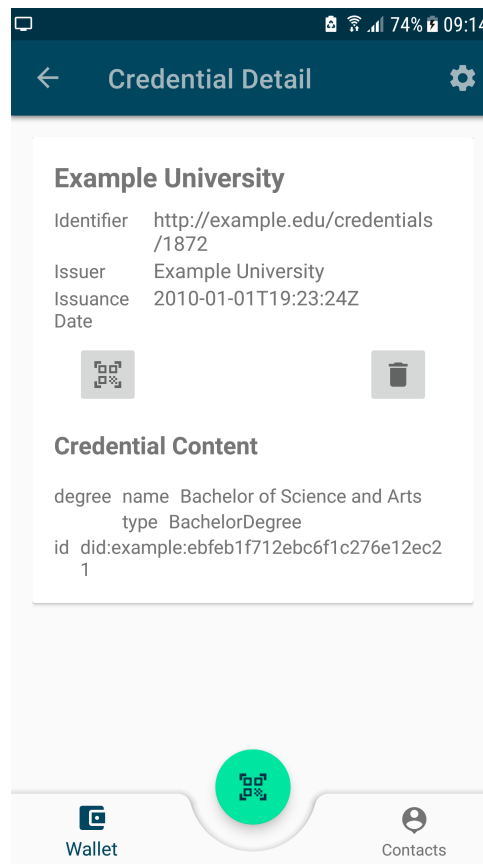 74% 09:14
Credential Detail
Example University
Identifier http://example.edu/credentials
/1872
Issuer Example University
Issuance 2010-01-01T19:23:24Z
Date
Credential Content
degree name Bachelor of Science and Arts
type BachelorDegree
id did:example:ebfeb1f712ebc6f1c276e12ec2
1
Wallet
Contacts